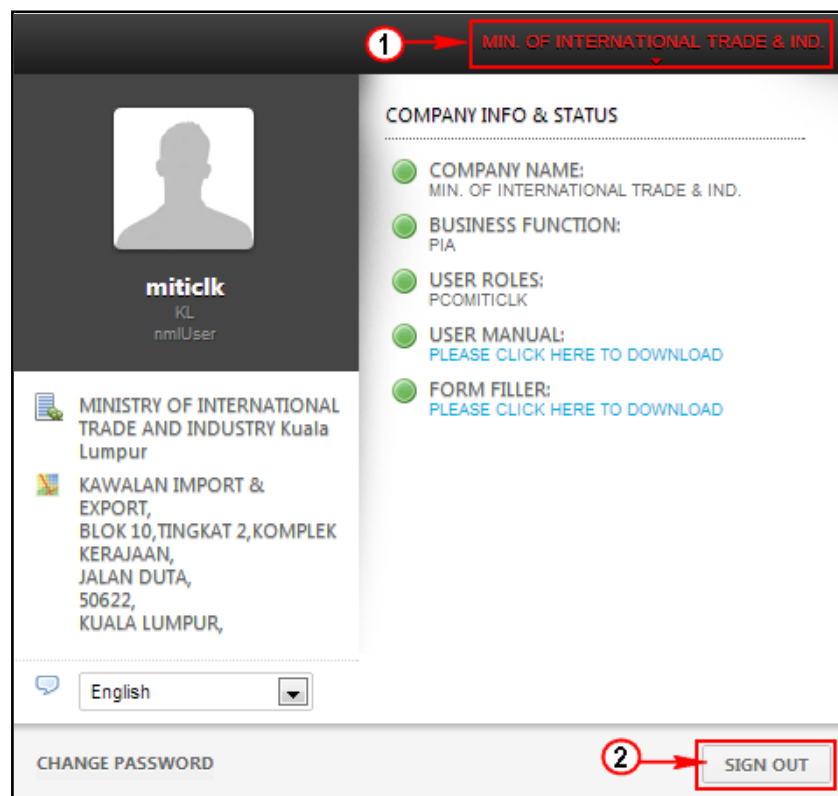 1
MIN. OF INTERNATIONAL TRADE & IND.
miticlk
KL
nmlUser
MINISTRY OF INTERNATIONAL
TRADE AND INDUSTRY Kuala
Lumpur
KAWALAN IMPORT &
EXPORT,
BLOK 10,TINGKAT 2,KOMPLEK
KERAJAAN,
JALAN DUTA,
50622,
KUALA LUMPUR,
English
COMPANY INFO & STATUS
COMPANY NAME:
MIN. OF INTERNATIONAL TRADE & IND.
BUSINESS FUNCTION:
PIA
USER ROLES:
PCOMITICLK
USER MANUAL:
PLEASE CLICK HERE TO DOWNLOAD
FORM FILLER:
PLEASE CLICK HERE TO DOWNLOAD
CHANGE PASSWORD
2
SIGN OUT